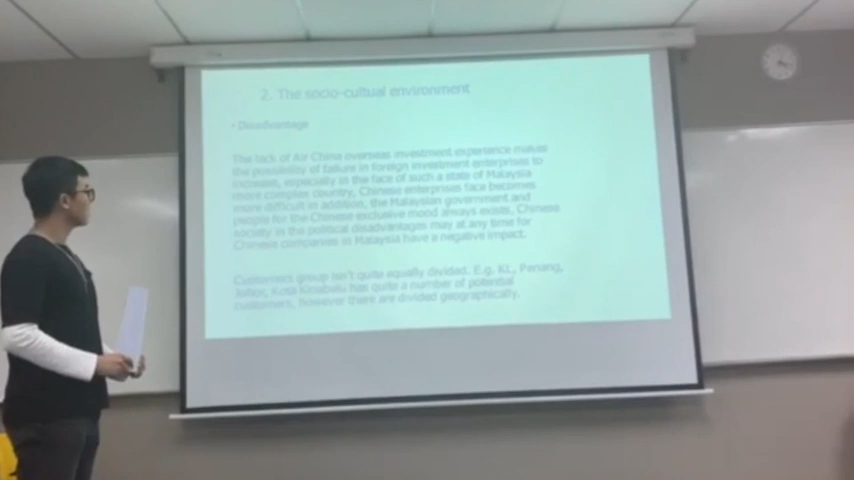 2. The socio-cultual environment
• Disadvantage
The lack of Air China overseas investment experience makes
the possibility of failure in foreign investment enterprises to
increase, especially in the face of such a state of Malaysia
more complex country, Chinese enterprises face becomes
more difficult in addition, the Malaysian government and
people for the Chinese exclusive mood always exists, Chinese
society in the political disadvantages may at any time for
Chinese companies in Malaysia have a negative impact.
Customers group isn't quite equally divided. E.g. KL, Penang,
Johor, Kota Kinabalu has quite a number of potential
customers, however there are divided geographically.